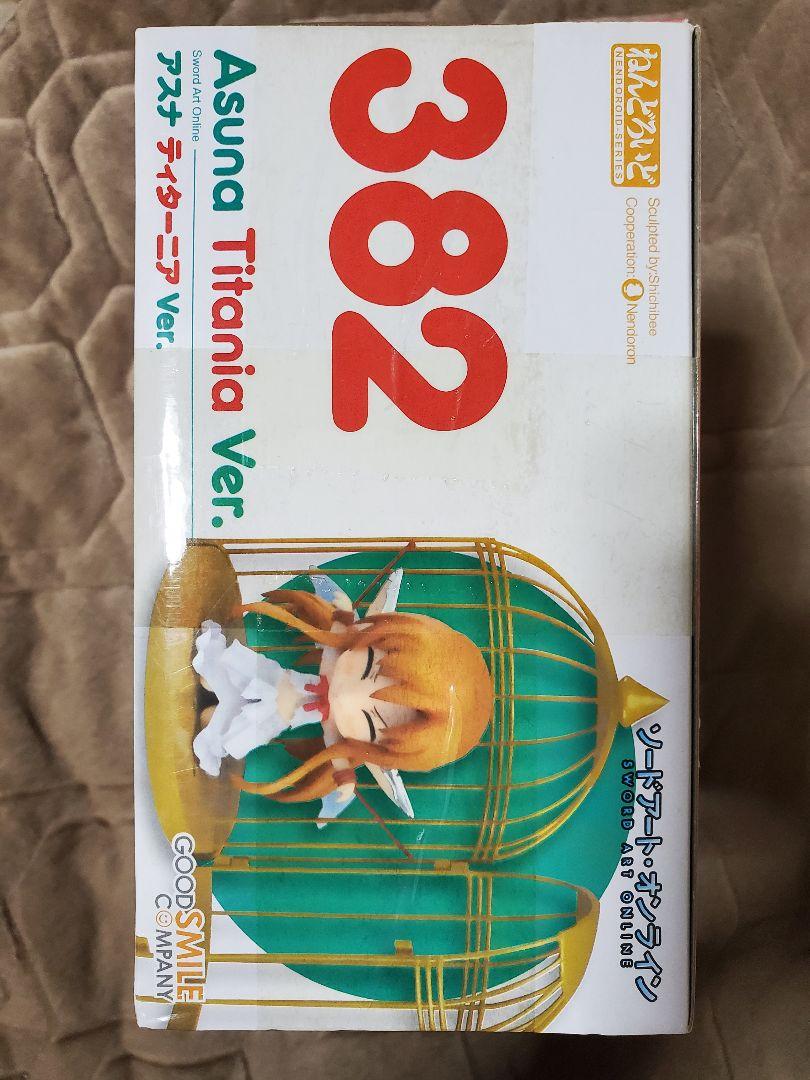 ねんどろいど
NENDOROID-SERIES
Sculpted by:Shichibee
Cooperation: Nendoron
382
Asuna Titania Ver.
Sword Art Online
アスナ ティターニア Ver.
ソードアート・オンライン
SWORD ART ONLINE
GOOD SMILE COMPANY